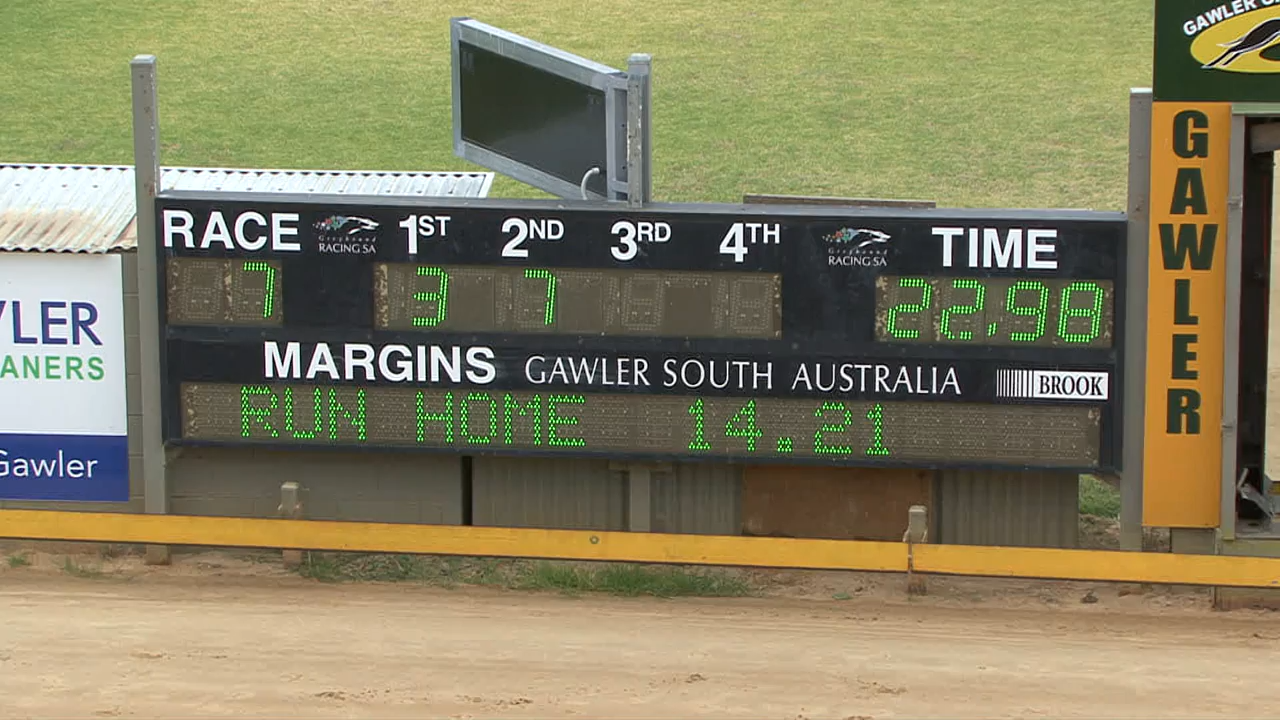 GAWLER
GAWLER
RACE
Greyhound
RACING SA
1ST 2ND 3RD 4TH
Greyhound
RACING SA
TIME
7 3 7 22.98
MARGINS GAWLER SOUTH AUSTRALIA BROOK
RUN HOME 14.21
LER
ANERS
Gawler